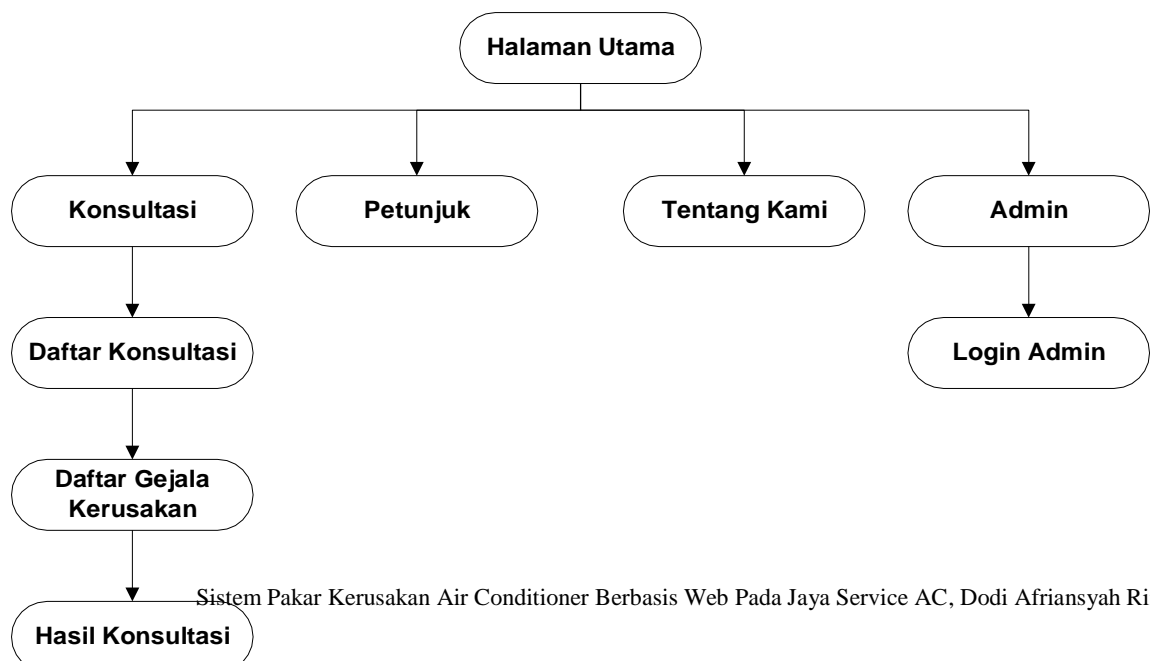 Halaman Utama
Konsultasi
Petunjuk
Tentang Kami
Admin
Daftar Konsultasi
Login Admin
Daftar Gejala
Kerusakan
Sistem Pakar Kerusakan Air Conditioner Berbasis Web Pada Jaya Service AC, Dodi Afriansyah Ri
Hasil Konsultasi